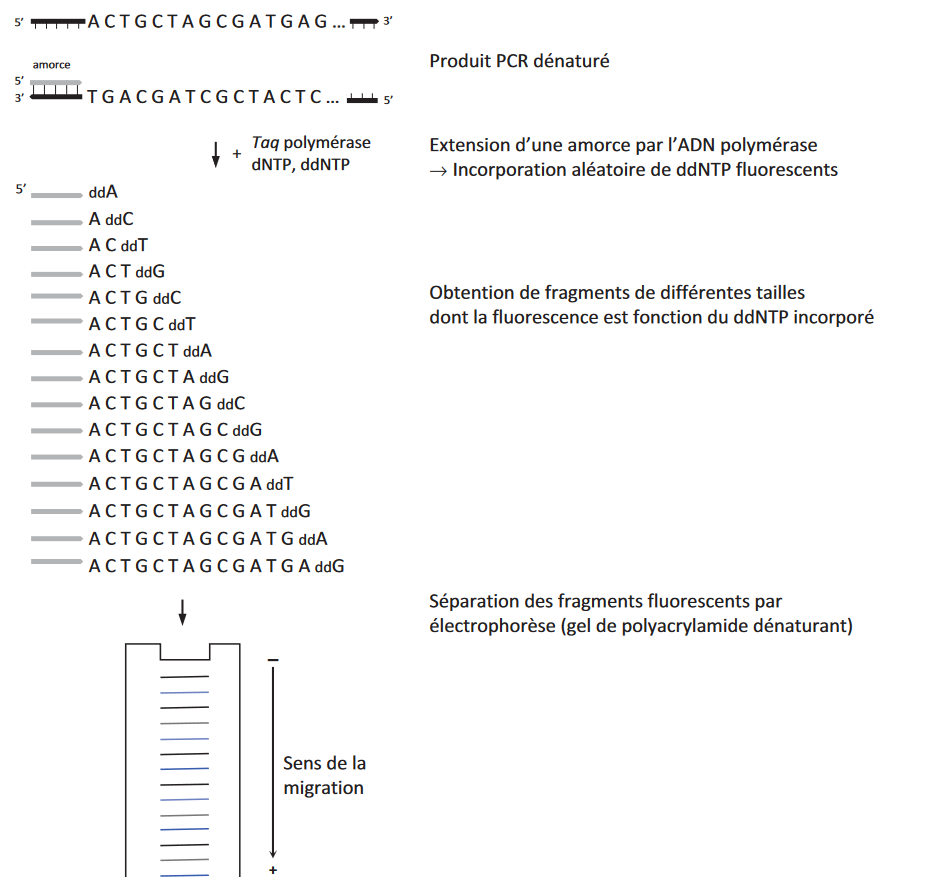 5’ ACTGCTAGCGATGAG... 3’
Produit PCR dénaturé
amorce
5’
3’ TGACGATCGCTACTC... 5’
+ Taq polymérase
dNTP, ddNTP
Extension d’une amorce par l’ADN polymérase
→ Incorporation aléatoire de ddNTP fluorescents
5’ ddA
A ddC
A C ddT
A C T ddG
A C T G ddC
A C T G C ddT
A C T G C T ddA
A C T G C T A ddG
A C T G C T A G ddC
A C T G C T A G C ddG
A C T G C T A G C G ddA
A C T G C T A G C G A ddT
A C T G C T A G C G A T ddG
A C T G C T A G C G A T G ddA
A C T G C T A G C G A T G A ddG
Obtention de fragments de différentes tailles
dont la fluorescence est fonction du ddNTP incorporé
Séparation des fragments fluorescents par
électrophorèse (gel de polyacrylamide dénaturant)
–
Sens de la
migration
+